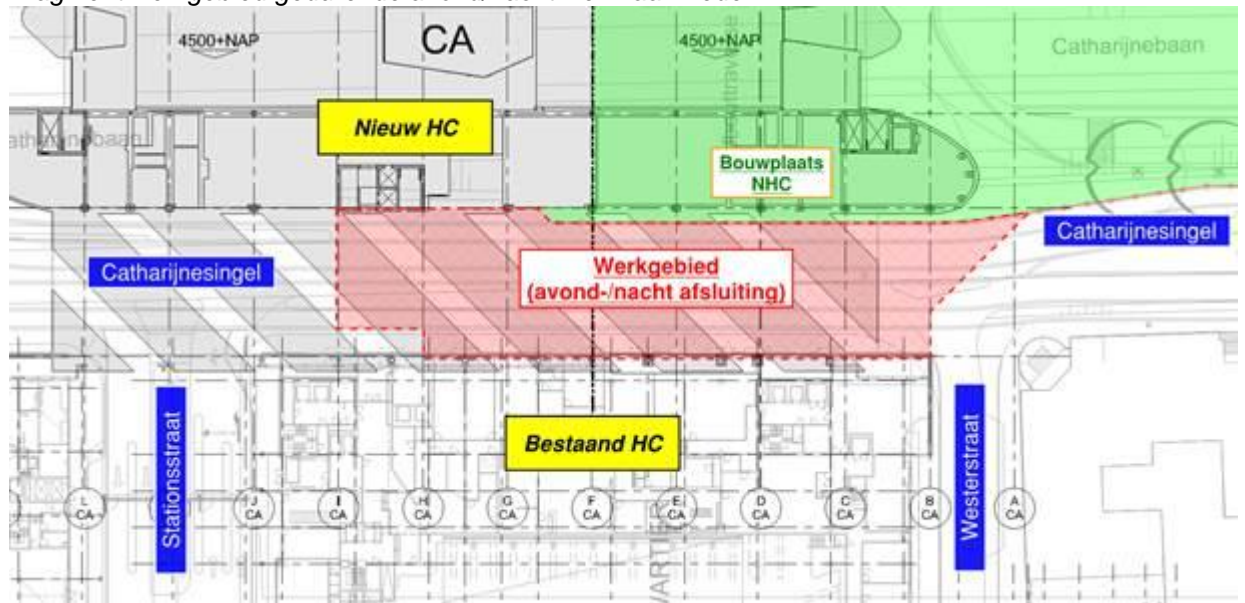 4500+NAP
CA
4500+NAP
Catharijnebaan
Nieuw HC
Bouwplaats
NHC
Catharijnesingel
Catharijnesingel
Werkgebied
(avond-/nacht afsluiting)
Bestaand HC
Stationsstraat
Westerstraat
L
CA
J
CA
I
CA
H
CA
G
CA
F
CA
E
CA
D
CA
C
CA
B
CA
A
CA